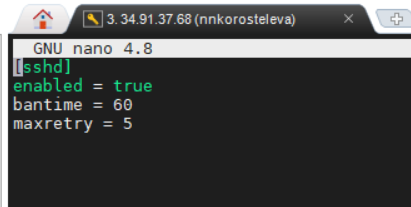 3. 34.91.37.68 (nnkorosteleva)
GNU nano 4.8
[sshd]
enabled = true
bantime = 60
maxretry = 5